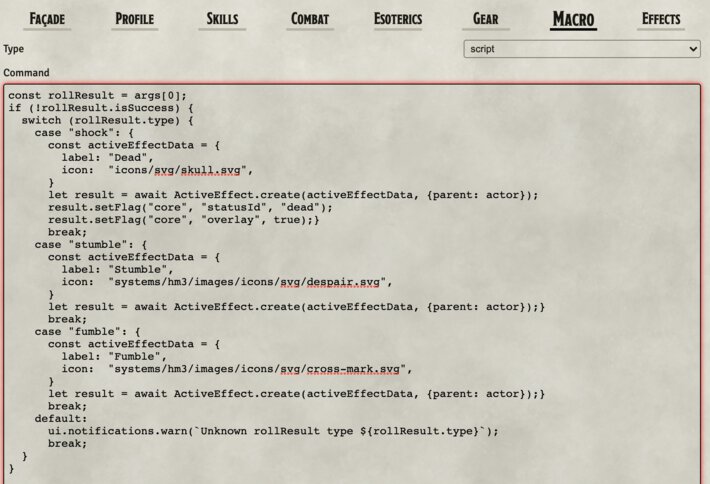 FAÇADE PROFILE SKILLS COMBAT ESOTERICS GEAR MACRO EFFECTS
Type script
Command
const rollResult = args[0];
if (!rollResult.isSuccess) {
  switch (rollResult.type) {
    case "shock": {
      const activeEffectData = {
        label: "Dead",
        icon:  "icons/svg/skull.svg",
      }
      let result = await ActiveEffect.create(activeEffectData, {parent: actor});
      result.setFlag("core", "statusId", "dead");
      result.setFlag("core", "overlay", true);}
      break;
    case "stumble": {
      const activeEffectData = {
        label: "Stumble",
        icon:  "systems/hm3/images/icons/svg/despair.svg",
      }
      let result = await ActiveEffect.create(activeEffectData, {parent: actor});}
      break;
    case "fumble": {
      const activeEffectData = {
        label: "Fumble",
        icon:  "systems/hm3/images/icons/svg/cross-mark.svg",
      }
      let result = await ActiveEffect.create(activeEffectData, {parent: actor});}
      break;
    default:
      ui.notifications.warn(`Unknown rollResult type ${rollResult.type}`);
      break;
  }
}